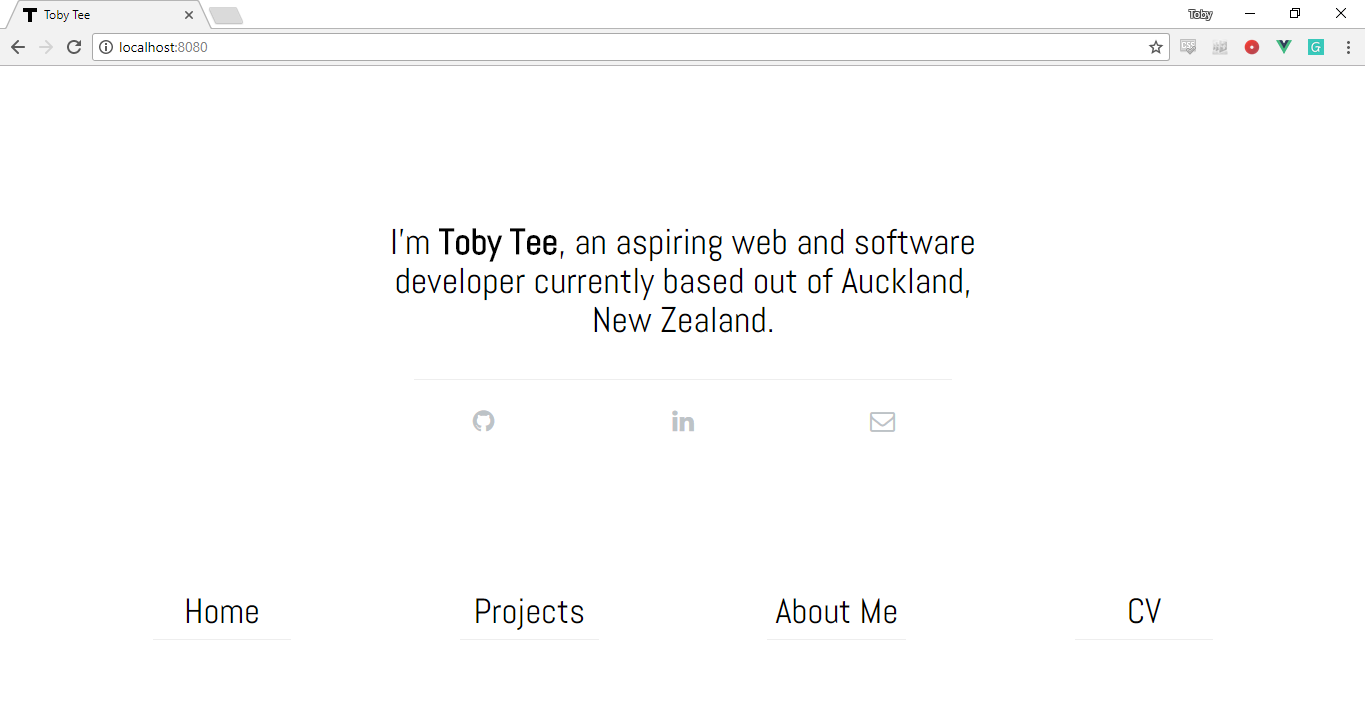 T Toby Tee
Toby
localhost:8080
CSS
G
I'm Toby Tee, an aspiring web and software
developer currently based out of Auckland,
New Zealand.
in
Home
Projects
About Me
CV